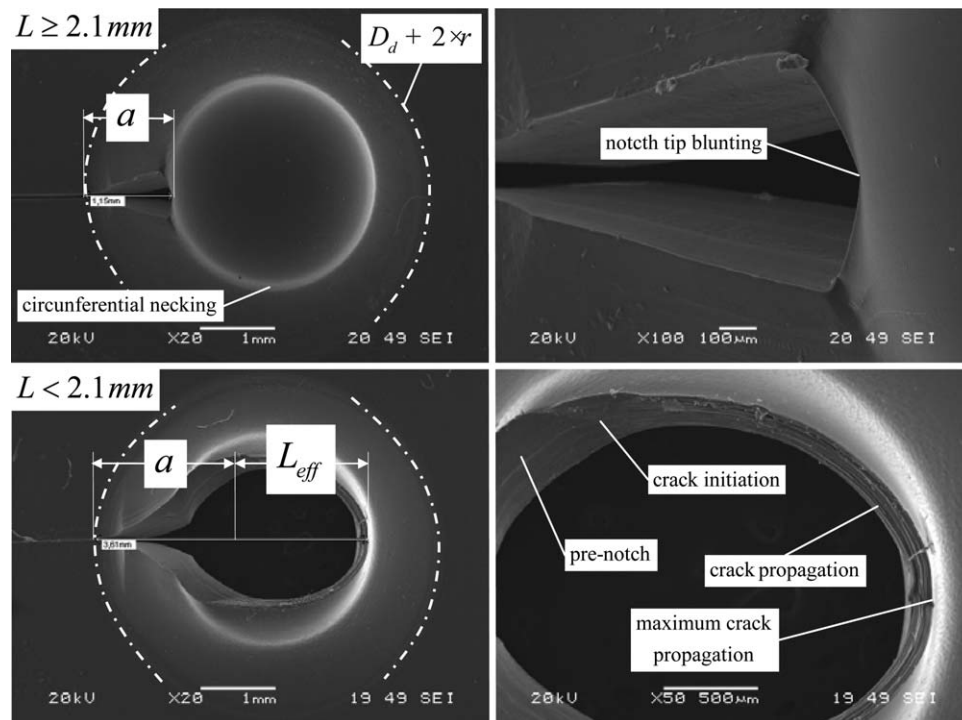 L ≥ 2.1mm
D_d + 2×r
a
1,15mm
circunferential necking
20kU X20 1mm 20 49 SEI
notcth tip blunting
20kU X100 100µm 20 49 SEI
L < 2.1mm
a
L_eff
3,61mm
20kU X20 1mm 19 49 SEI
crack initiation
pre-notch
crack propagation
maximum crack
propagation
20kU X50 500µm 19 49 SEI